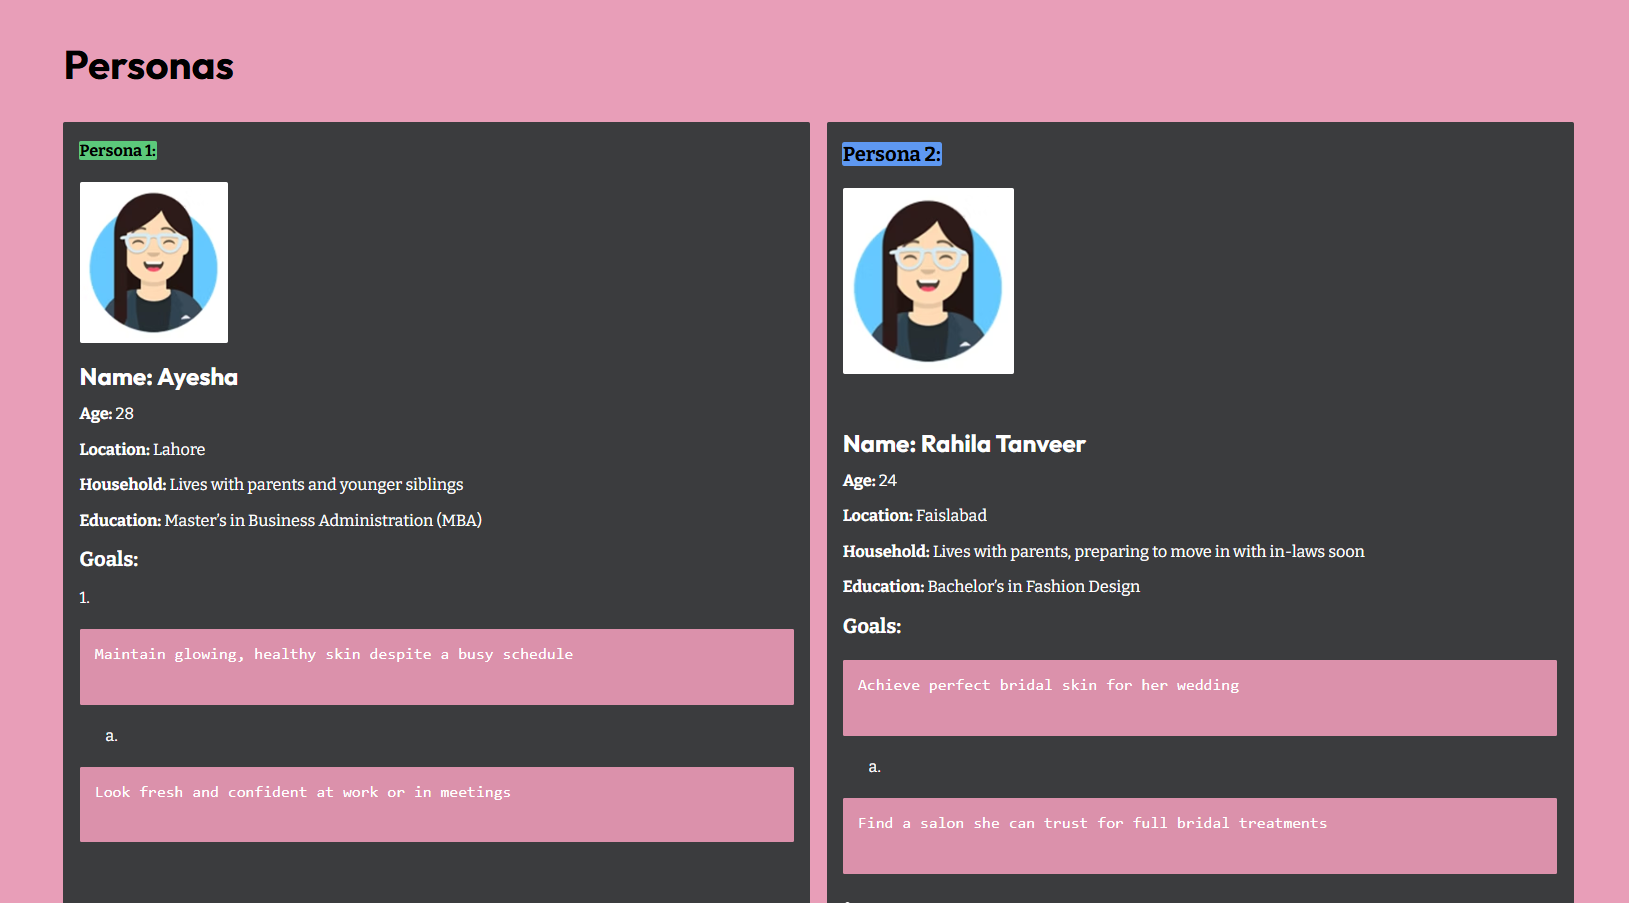 Personas
Persona 1:
Name: Ayesha
Age: 28
Location: Lahore
Household: Lives with parents and younger siblings
Education: Master's in Business Administration (MBA)
Goals:
1.
Maintain glowing, healthy skin despite a busy schedule
a.
Look fresh and confident at work or in meetings
Persona 2:
Name: Rahila Tanveer
Age: 24
Location: Faislabad
Household: Lives with parents, preparing to move in with in-laws soon
Education: Bachelor's in Fashion Design
Goals:
Achieve perfect bridal skin for her wedding
a.
Find a salon she can trust for full bridal treatments